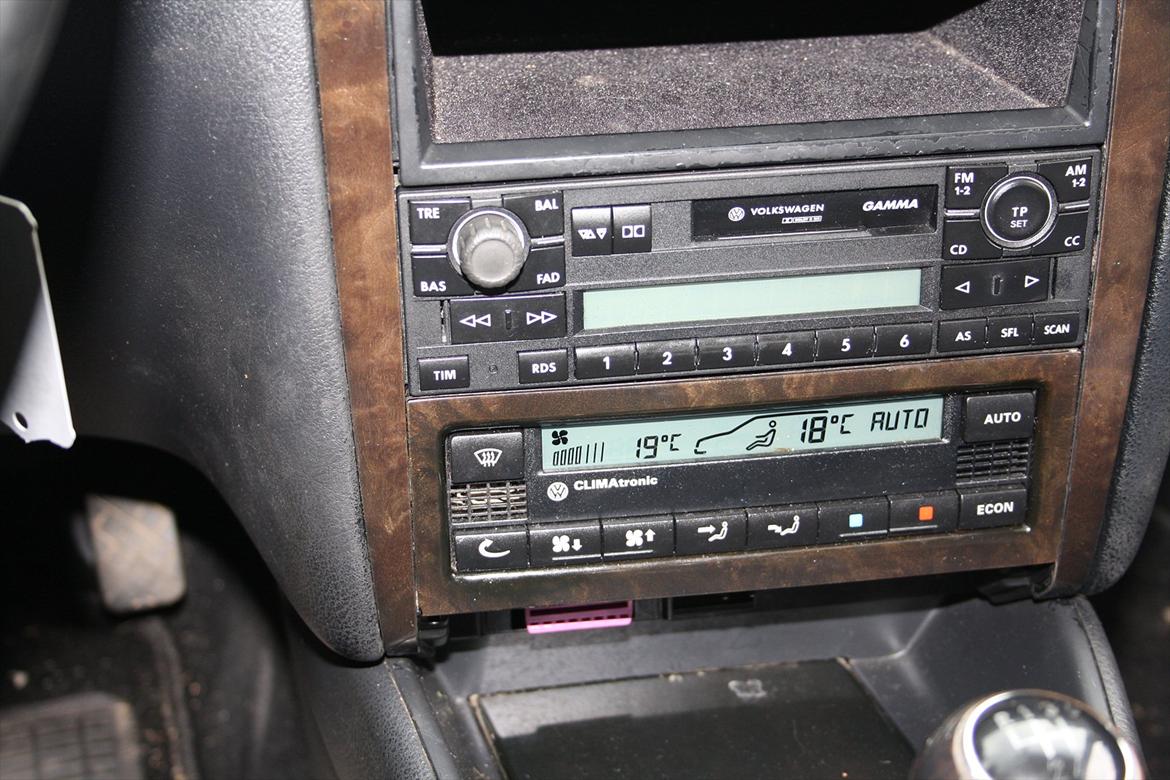 TRE
BAL
BAS
FAD
VOLKSWAGEN
GAMMA
FM
1-2
AM
1-2
TP
SET
CD
CC
TIM
RDS
1 2 3 4 5 6
AS
SFL
SCAN
19°C
18°C AUTO
AUTO
CLIMAtronic
ECON